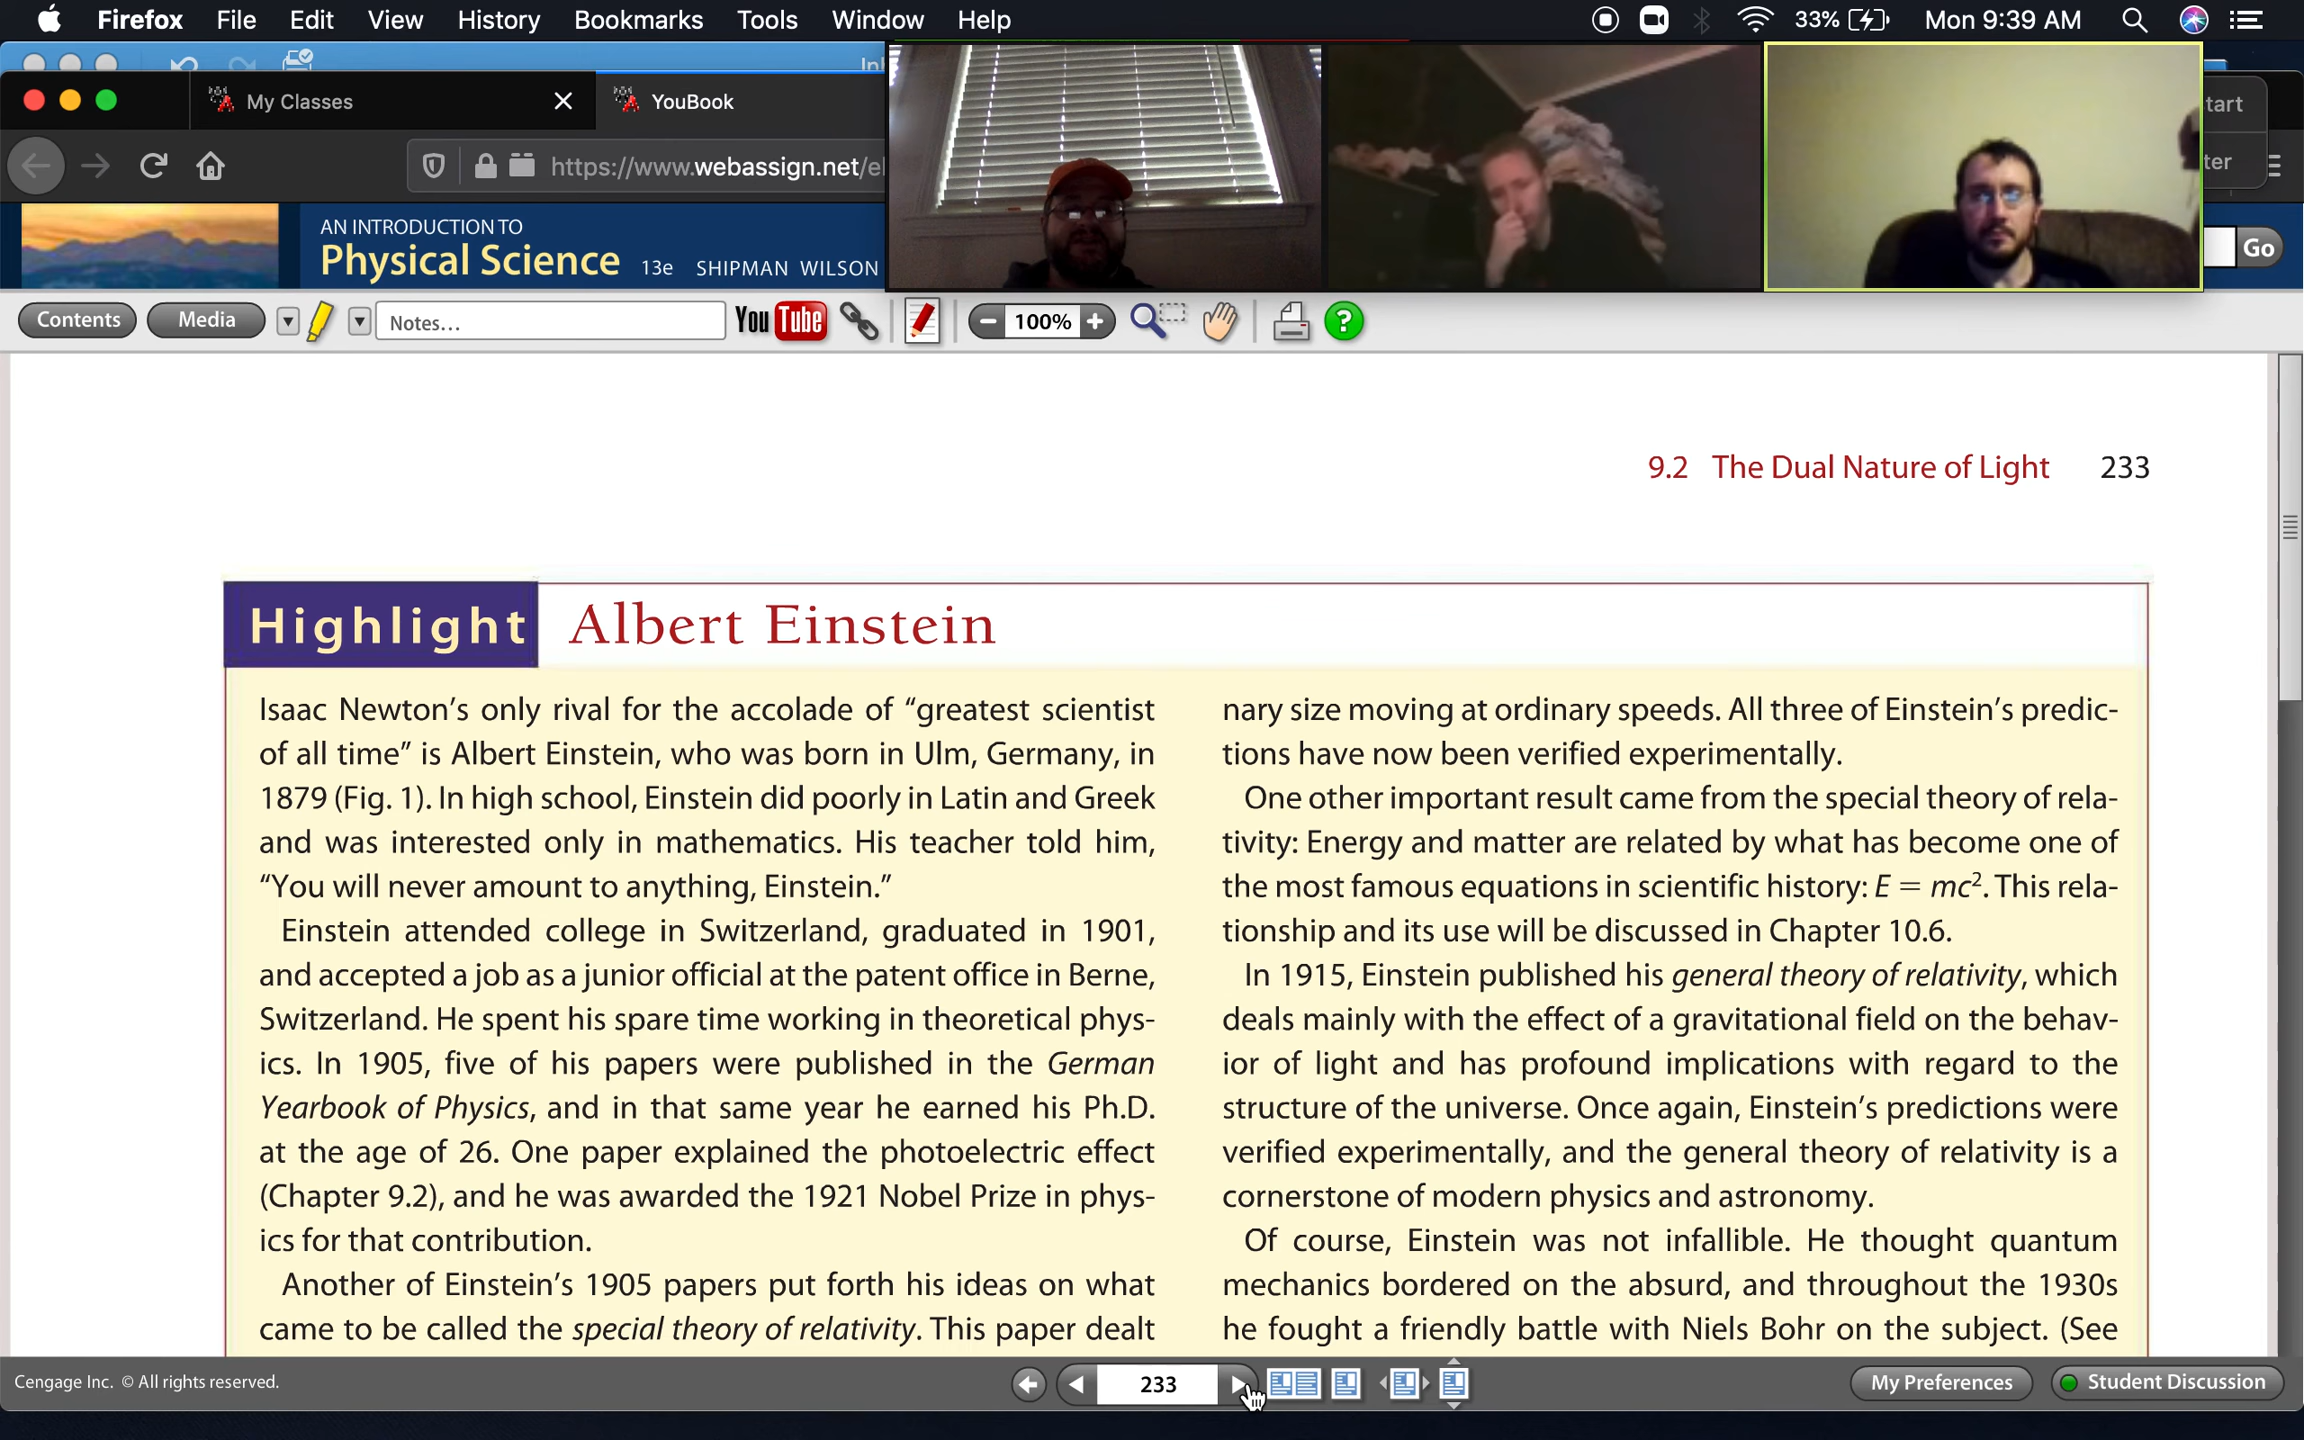 Firefox File Edit View History Bookmarks Tools Window Help 33% Mon 9:39 AM
My Classes YouBook
tart
https://www.webassign.net/el
ter
AN INTRODUCTION TO
Physical Science 13e SHIPMAN WILSON
Go
Contents Media Notes... YouTube 100% ?
9.2 The Dual Nature of Light 233
Highlight Albert Einstein
Isaac Newton's only rival for the accolade of "greatest scientist
of all time" is Albert Einstein, who was born in Ulm, Germany, in
1879 (Fig. 1). In high school, Einstein did poorly in Latin and Greek
and was interested only in mathematics. His teacher told him,
"You will never amount to anything, Einstein."
Einstein attended college in Switzerland, graduated in 1901,
and accepted a job as a junior official at the patent office in Berne,
Switzerland. He spent his spare time working in theoretical phys-
ics. In 1905, five of his papers were published in the German
Yearbook of Physics, and in that same year he earned his Ph.D.
at the age of 26. One paper explained the photoelectric effect
(Chapter 9.2), and he was awarded the 1921 Nobel Prize in phys-
ics for that contribution.
Another of Einstein's 1905 papers put forth his ideas on what
came to be called the special theory of relativity. This paper dealt
nary size moving at ordinary speeds. All three of Einstein's predic-
tions have now been verified experimentally.
One other important result came from the special theory of rela-
tivity: Energy and matter are related by what has become one of
the most famous equations in scientific history: E = mc². This rela-
tionship and its use will be discussed in Chapter 10.6.
In 1915, Einstein published his general theory of relativity, which
deals mainly with the effect of a gravitational field on the behav-
ior of light and has profound implications with regard to the
structure of the universe. Once again, Einstein's predictions were
verified experimentally, and the general theory of relativity is a
cornerstone of modern physics and astronomy.
Of course, Einstein was not infallible. He thought quantum
mechanics bordered on the absurd, and throughout the 1930s
he fought a friendly battle with Niels Bohr on the subject. (See
Cengage Inc. © All rights reserved. 233 My Preferences Student Discussion